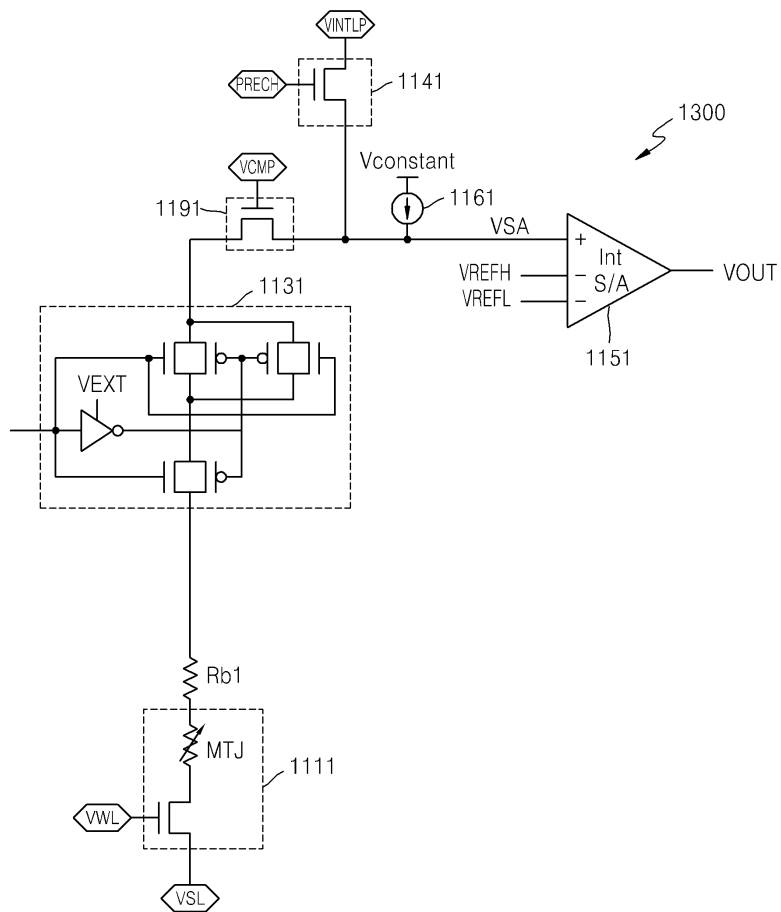 VINTLP
PRECH
1141
1300
VCMP
Vconstant
1191
1161
VSA
+
Int
S/A
VREFH
−
VREFL
−
VOUT
1151
1131
VEXT
Rb1
MTJ
1111
VWL
VSL